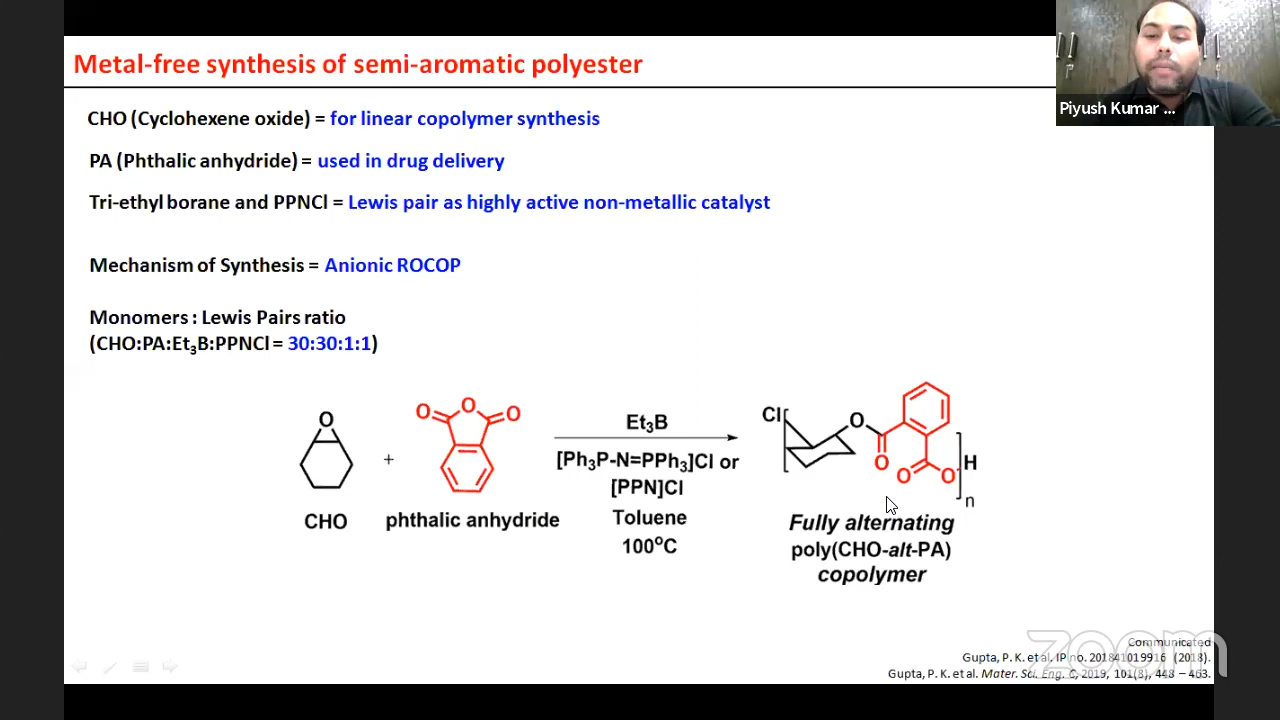 Metal-free synthesis of semi-aromatic polyester
Piyush Kumar ...
CHO (Cyclohexene oxide) = for linear copolymer synthesis
PA (Phthalic anhydride) = used in drug delivery
Tri-ethyl borane and PPNCl = Lewis pair as highly active non-metallic catalyst
Mechanism of Synthesis = Anionic ROCOP
Monomers : Lewis Pairs ratio
(CHO:PA:Et₃B:PPNCl = 30:30:1:1)
O
CHO
+
O O O
phthalic anhydride
Et₃B
[Ph₃P-N=PPh₃]Cl or
[PPN]Cl
Toluene
100°C
Cl O O O O H n
Fully alternating
poly(CHO-alt-PA)
copolymer
zoom
Communicated
Gupta, P. K. et al. IP no. 201841019916 (2018).
Gupta, P. K. et al. Mater. Sci. Eng. C, 2019, 101(8), 448 – 463.